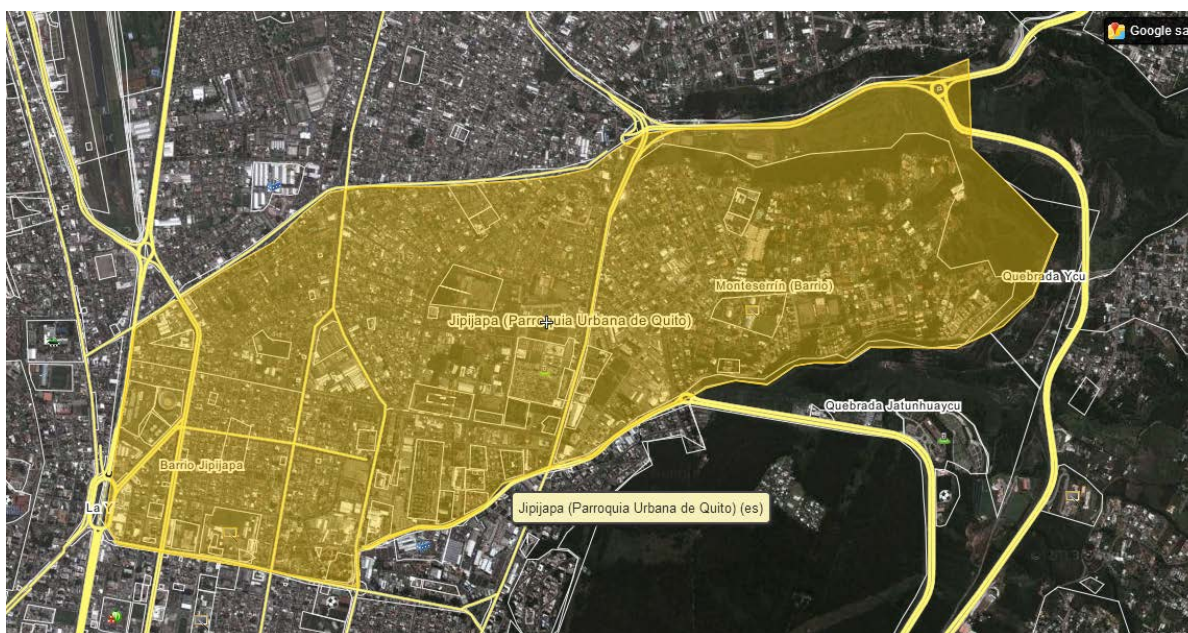 Google sa
Quebrada Ycu
Monteserrín (Barrio)
Jipijapa (Parroquia Urbana de Quito)
Quebrada Jatunhuaycu
Barrio Jipijapa
La Y
Jipijapa (Parroquia Urbana de Quito) (es)